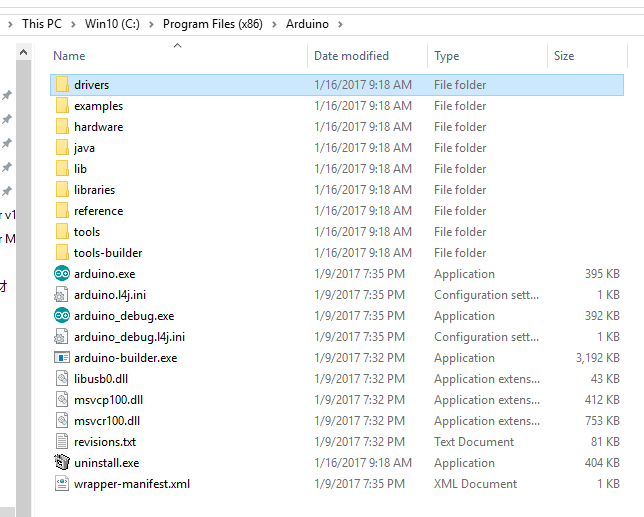 This PC Win10 (C:) Program Files (x86) Arduino
Name Date modified Type Size
drivers 1/16/2017 9:18 AM File folder
examples 1/16/2017 9:18 AM File folder
hardware 1/16/2017 9:18 AM File folder
java 1/16/2017 9:18 AM File folder
lib 1/16/2017 9:18 AM File folder
libraries 1/16/2017 9:18 AM File folder
reference 1/16/2017 9:18 AM File folder
r v1
tools 1/16/2017 9:18 AM File folder
r M
tools-builder 1/16/2017 9:18 AM File folder
arduino.exe 1/9/2017 7:35 PM Application 395 KB
arduino.l4j.ini 1/9/2017 7:35 PM Configuration sett... 1 KB
arduino_debug.exe 1/9/2017 7:35 PM Application 392 KB
arduino_debug.l4j.ini 1/9/2017 7:35 PM Configuration sett... 1 KB
arduino-builder.exe 1/9/2017 7:32 PM Application 3,192 KB
libusb0.dll 1/9/2017 7:32 PM Application extens... 43 KB
msvcp100.dll 1/9/2017 7:32 PM Application extens... 412 KB
msvcr100.dll 1/9/2017 7:32 PM Application extens... 753 KB
revisions.txt 1/9/2017 7:32 PM Text Document 81 KB
uninstall.exe 1/16/2017 9:18 AM Application 404 KB
wrapper-manifest.xml 1/9/2017 7:35 PM XML Document 1 KB